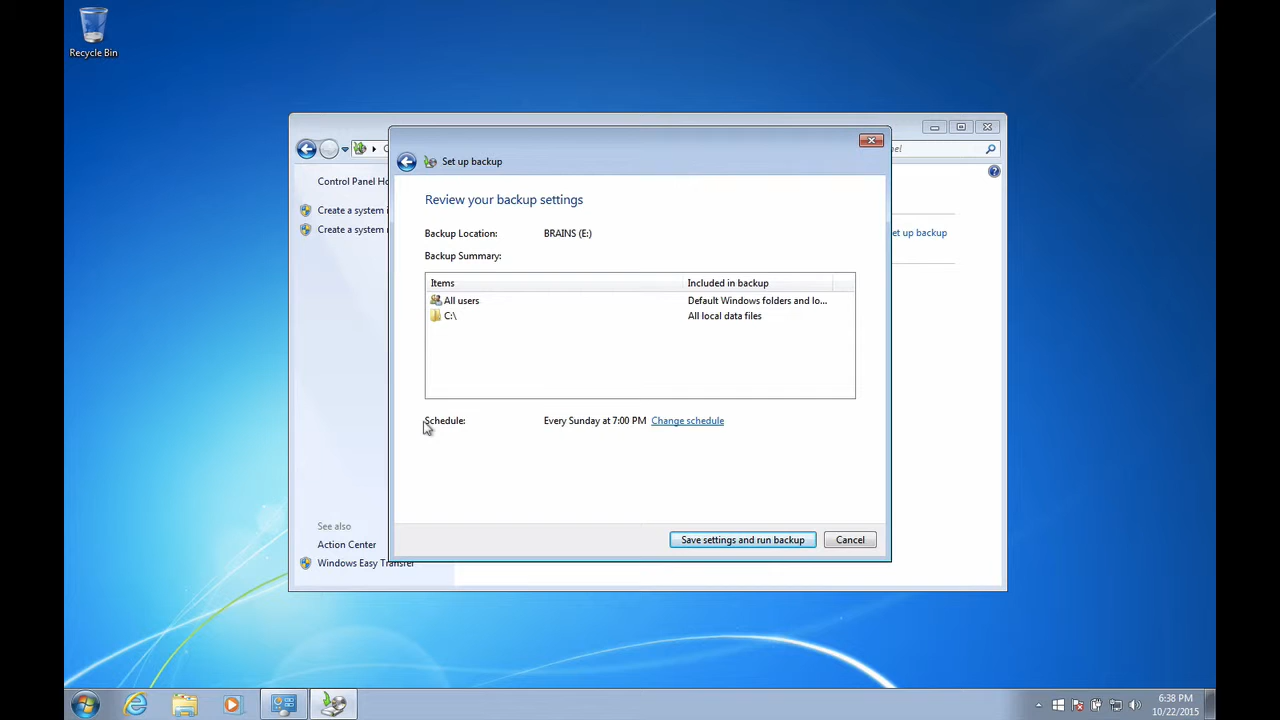 Recycle Bin
nel
Set up backup
Control Panel Ho
Review your backup settings
Create a system i
Create a system r
Backup Location: BRAINS (E:)
et up backup
Backup Summary:
Items Included in backup
All users Default Windows folders and lo...
C:\ All local data files
Schedule: Every Sunday at 7:00 PM Change schedule
See also
Action Center
Save settings and run backup Cancel
Windows Easy Transfer
6:38 PM
10/22/2015